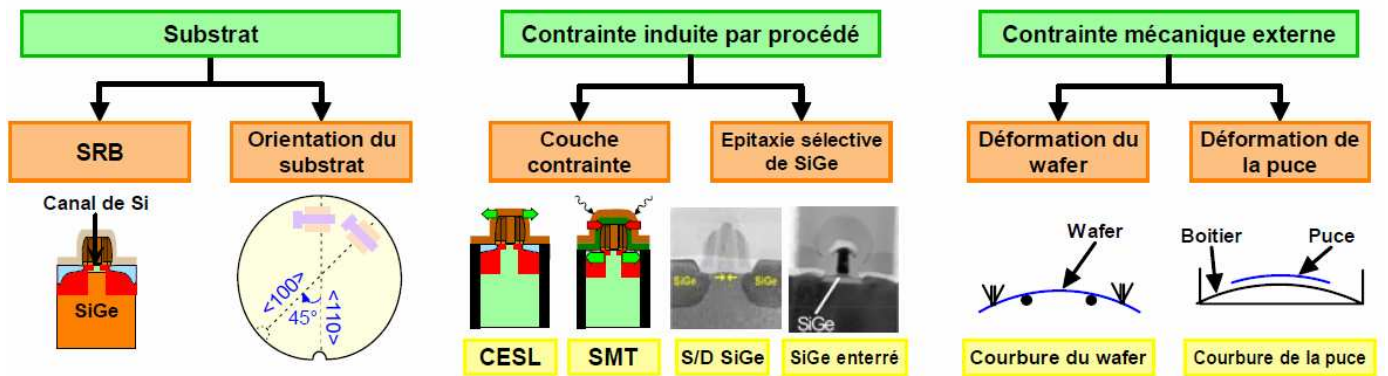 Substrat
SRB
Orientation du
substrat
Canal de Si
SiGe
<100>
45°
<110>
Contrainte induite par procédé
Couche
contrainte
Epitaxie sélective
de SiGe
SiGe
SiGe
SiGe
CESL
SMT
S/D SiGe
SiGe enterré
Contrainte mécanique externe
Déformation du
wafer
Déformation de
la puce
Wafer
Boitier
Puce
Courbure du wafer
Courbure de la puce